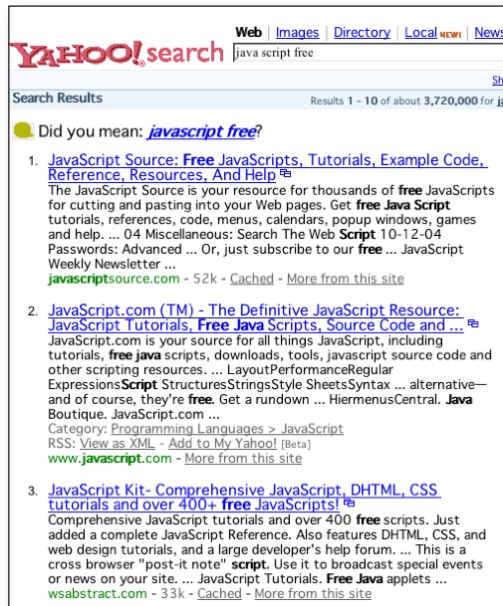 Web | Images | Directory | Local NEW! | News
YAHOO! search java script free
Sh
Search Results Results 1 - 10 of about 3,720,000 for ja
Did you mean: javascript free?
1. JavaScript Source: Free JavaScripts, Tutorials, Example Code,
Reference, Resources, And Help
The JavaScript Source is your resource for thousands of free JavaScripts
for cutting and pasting into your Web pages. Get free Java Script
tutorials, references, code, menus, calendars, popup windows, games
and help. ... 04 Miscellaneous: Search The Web Script 10-12-04
Passwords: Advanced ... Or, just subscribe to our free ... JavaScript
Weekly Newsletter ...
javascriptsource.com - 52k - Cached - More from this site
2. JavaScript.com (TM) - The Definitive JavaScript Resource:
JavaScript Tutorials, Free Java Scripts, Source Code and ...
JavaScript.com is your source for all things JavaScript, including
tutorials, free java scripts, downloads, tools, javascript source code and
other scripting resources. ... LayoutPerformanceRegular
ExpressionsScript StructuresStringsStyle SheetsSyntax ... alternative—
and of course, they're free. Get a rundown ... HiermenusCentral. Java
Boutique. JavaScript.com ...
Category: Programming Languages > JavaScript
RSS: View as XML - Add to My Yahoo! [Beta]
www.javascript.com - More from this site
3. JavaScript Kit- Comprehensive JavaScript, DHTML, CSS
tutorials and over 400+ free JavaScripts!
Comprehensive JavaScript tutorials and over 400 free scripts. Just
added a complete JavaScript Reference. Also features DHTML, CSS, and
web design tutorials, and a large developer's help forum. ... This is a
cross browser "post-it note" script. Use it to broadcast special events
or news on your site. ... JavaScript Tutorials. Free Java applets ...
wsabstract.com - 33k - Cached - More from this site